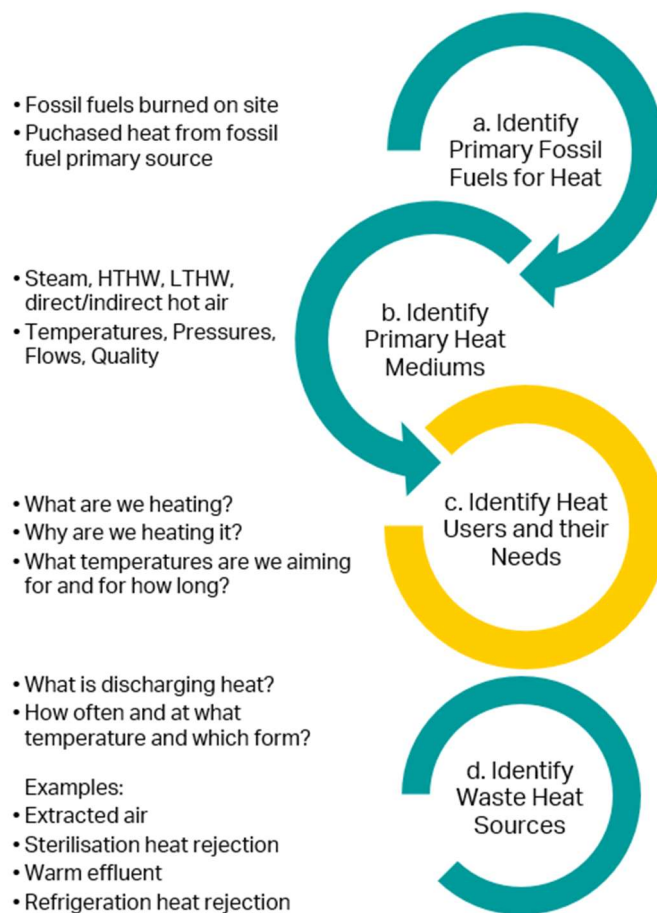 • Fossil fuels burned on site
• Puchased heat from fossil
fuel primary source
a. Identify
Primary Fossil
Fuels for Heat
• Steam, HTHW, LTHW,
direct/indirect hot air
• Temperatures, Pressures,
Flows, Quality
b. Identify
Primary Heat
Mediums
• What are we heating?
• Why are we heating it?
• What temperatures are we aiming
for and for how long?
c. Identify Heat
Users and their
Needs
• What is discharging heat?
• How often and at what
temperature and which form?
Examples:
• Extracted air
• Sterilisation heat rejection
• Warm effluent
• Refrigeration heat rejection
d. Identify
Waste Heat
Sources